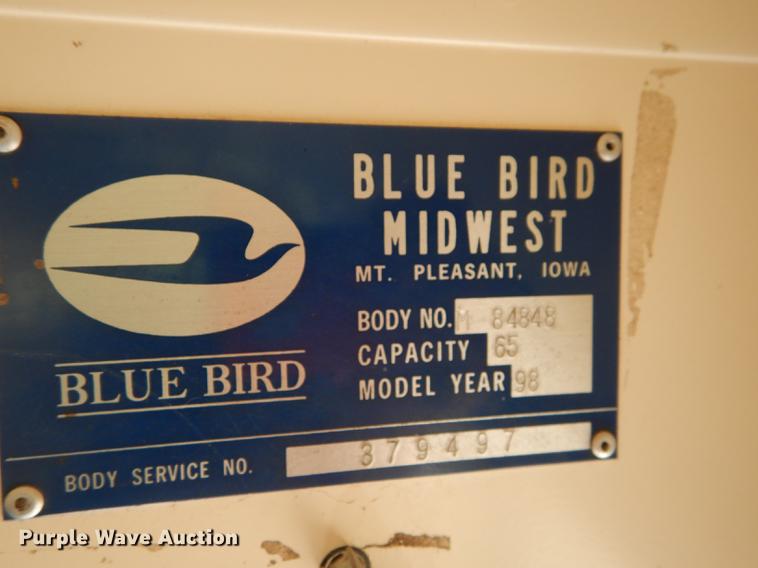 BLUE BIRD
MIDWEST
MT. PLEASANT, IOWA
BODY NO. M 84848
CAPACITY 65
MODEL YEAR 98
BLUE BIRD
BODY SERVICE NO. 379497
Purple Wave Auction